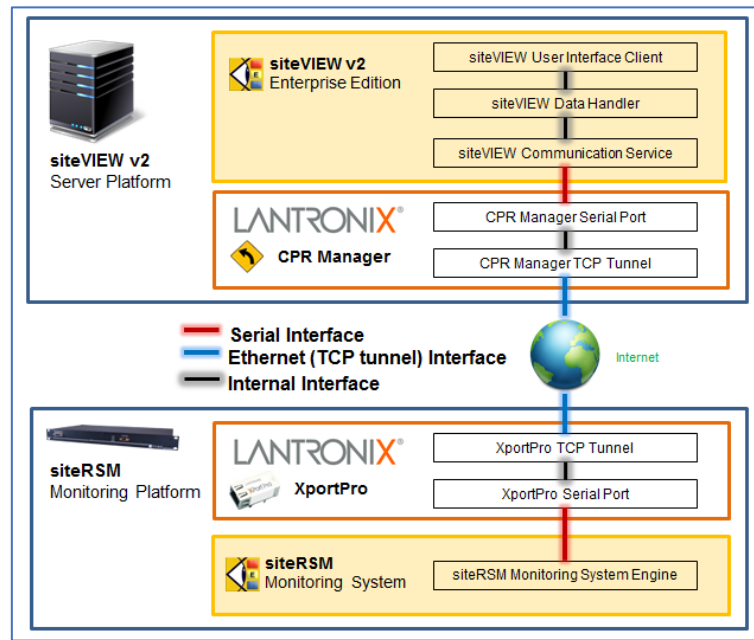 siteVIEW v2
Enterprise Edition
siteVIEW User Interface Client
siteVIEW Data Handler
siteVIEW Communication Service
siteVIEW v2
Server Platform
LANTRONIX®
CPR Manager
CPR Manager Serial Port
CPR Manager TCP Tunnel
Serial Interface
Ethernet (TCP tunnel) Interface
Internal Interface
Internet
siteRSM
Monitoring Platform
LANTRONIX®
XportPro
XportPro TCP Tunnel
XportPro Serial Port
siteRSM
Monitoring System
siteRSM Monitoring System Engine